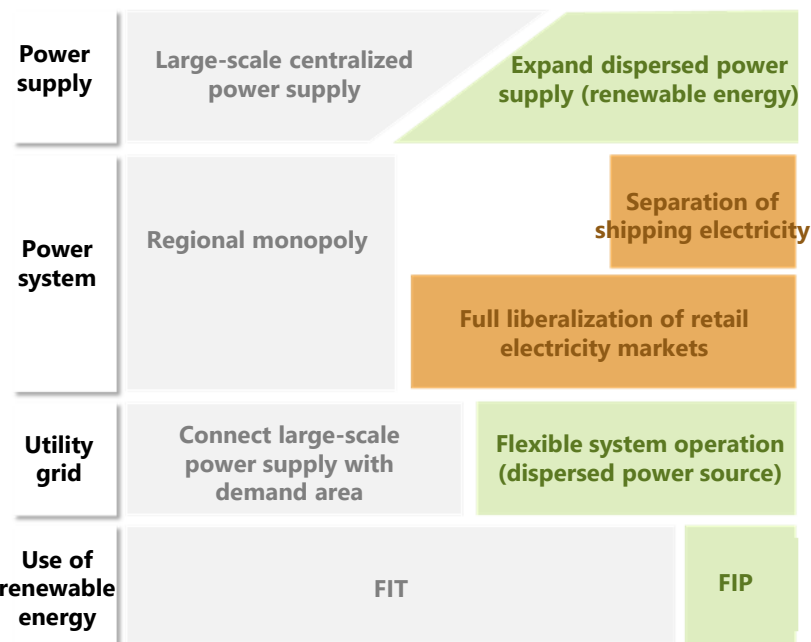 Power
supply
Large-scale centralized
power supply
Expand dispersed power
supply (renewable energy)
Power
system
Regional monopoly
Separation of
shipping electricity
Full liberalization of retail
electricity markets
Utility
grid
Connect large-scale
power supply with
demand area
Flexible system operation
(dispersed power source)
Use of
renewable
energy
FIT
FIP